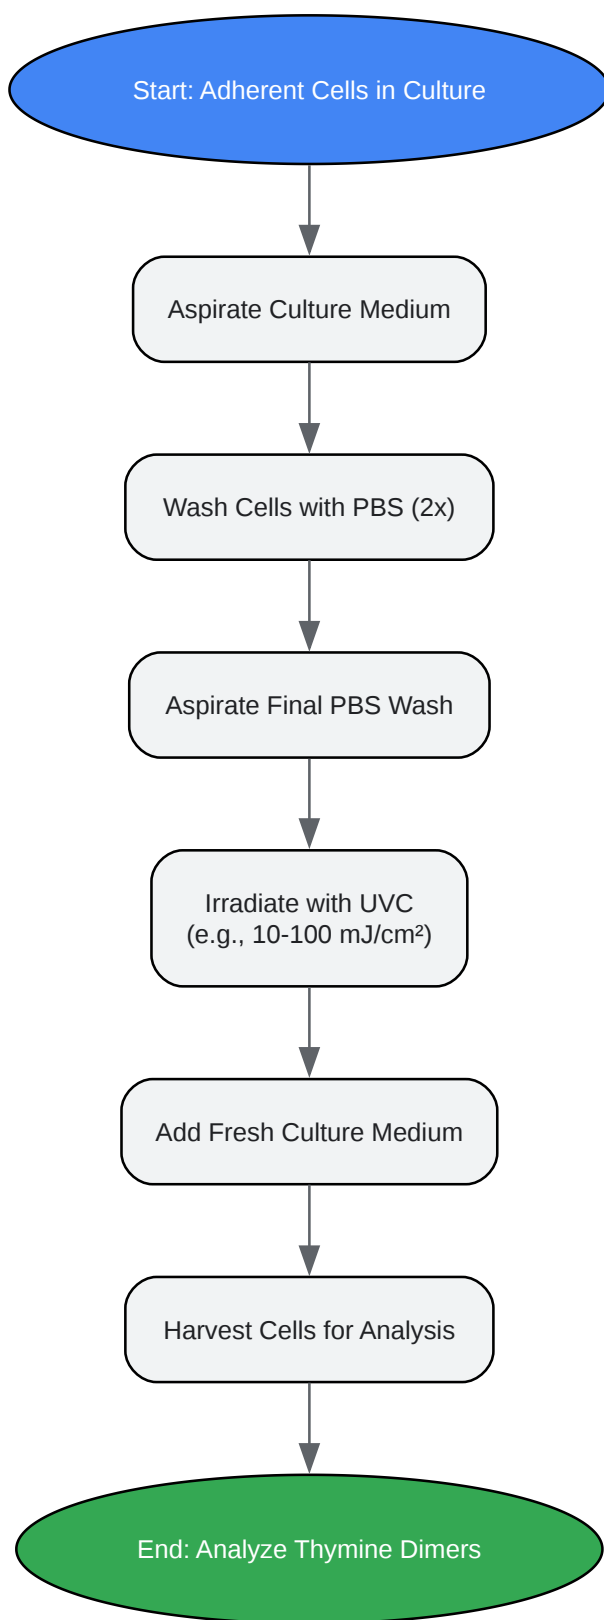 Start: Adherent Cells in Culture
Aspirate Culture Medium
Wash Cells with PBS (2x)
Aspirate Final PBS Wash
Irradiate with UVC
(e.g., 10-100 mJ/cm²)
Add Fresh Culture Medium
Harvest Cells for Analysis
End: Analyze Thymine Dimers